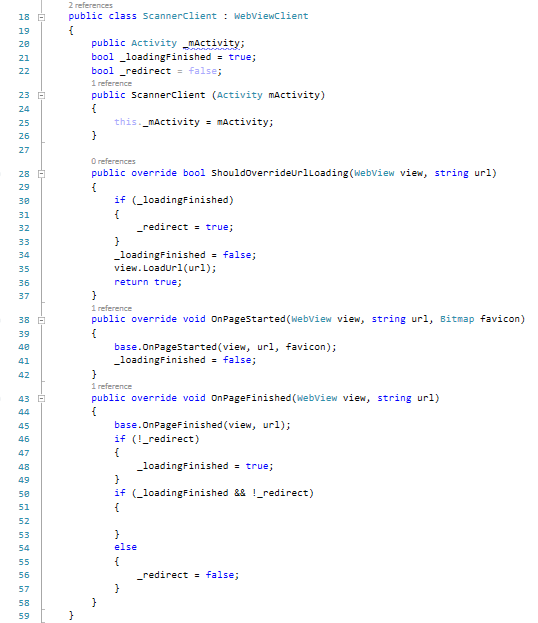 2 references
18 public class ScannerClient : WebViewClient
19 {
20 public Activity _mActivity;
21 bool _loadingFinished = true;
22 bool _redirect = false;
1 reference
23 public ScannerClient (Activity mActivity)
24 {
25 this._mActivity = mActivity;
26 }
27
0 references
28 public override bool ShouldOverrideUrlLoading(WebView view, string url)
29 {
30 if (_loadingFinished)
31 {
32 _redirect = true;
33 }
34 _loadingFinished = false;
35 view.LoadUrl(url);
36 return true;
37 }
1 reference
38 public override void OnPageStarted(WebView view, string url, Bitmap favicon)
39 {
40 base.OnPageStarted(view, url, favicon);
41 _loadingFinished = false;
42 }
1 reference
43 public override void OnPageFinished(WebView view, string url)
44 {
45 base.OnPageFinished(view, url);
46 if (!_redirect)
47 {
48 _loadingFinished = true;
49 }
50 if (_loadingFinished && !_redirect)
51 {
52
53 }
54 else
55 {
56 _redirect = false;
57 }
58 }
59 }